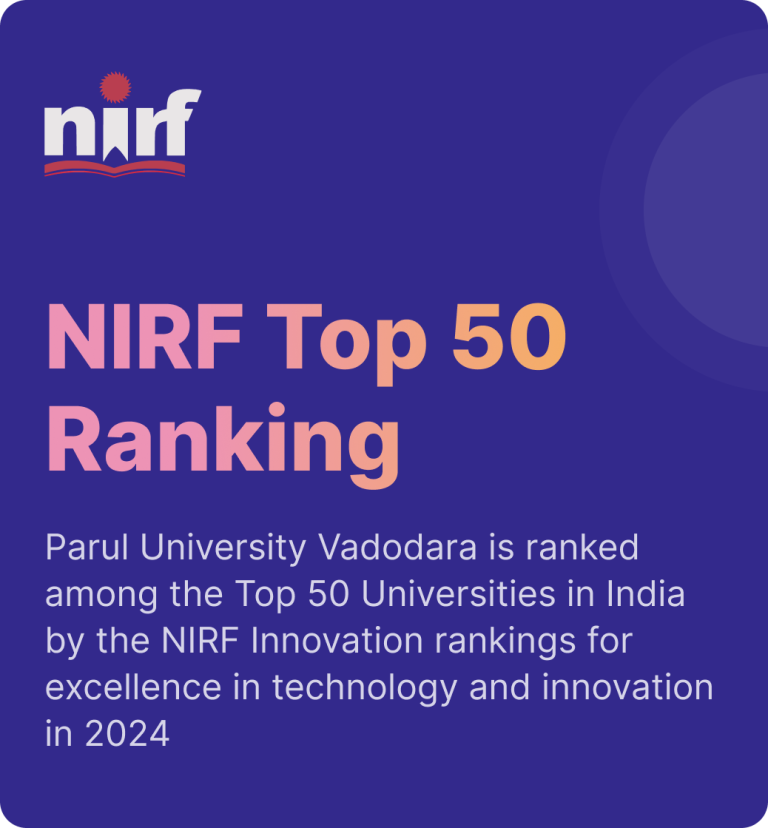 nirf
NIRF Top 50
Ranking
Parul University Vadodara is ranked
among the Top 50 Universities in India
by the NIRF Innovation rankings for
excellence in technology and innovation
in 2024